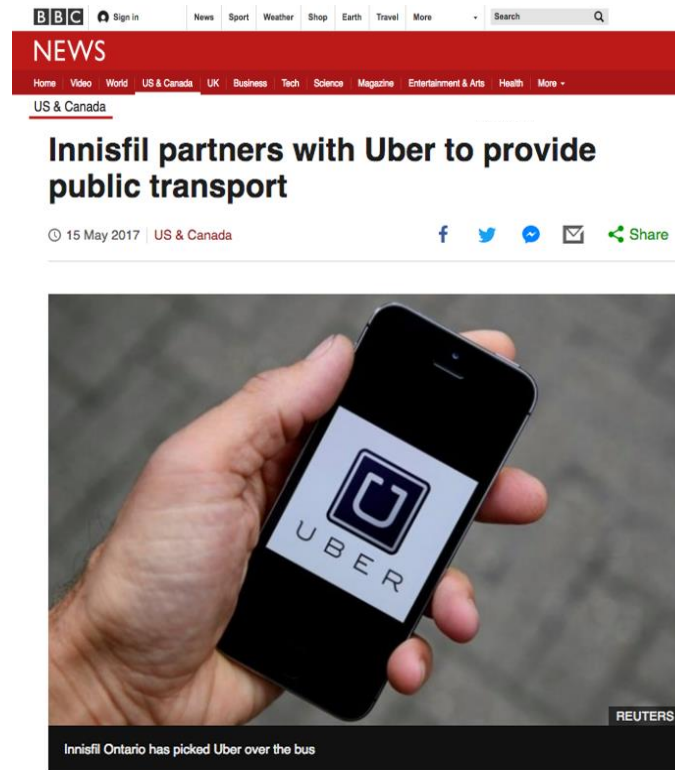 BBC Sign in News Sport Weather Shop Earth Travel More Search
NEWS
Home Video World US & Canada UK Business Tech Science Magazine Entertainment & Arts Health More
US & Canada
Innisfil partners with Uber to provide
public transport
15 May 2017 US & Canada
f Share
U
UBER
REUTERS
Innisfil Ontario has picked Uber over the bus